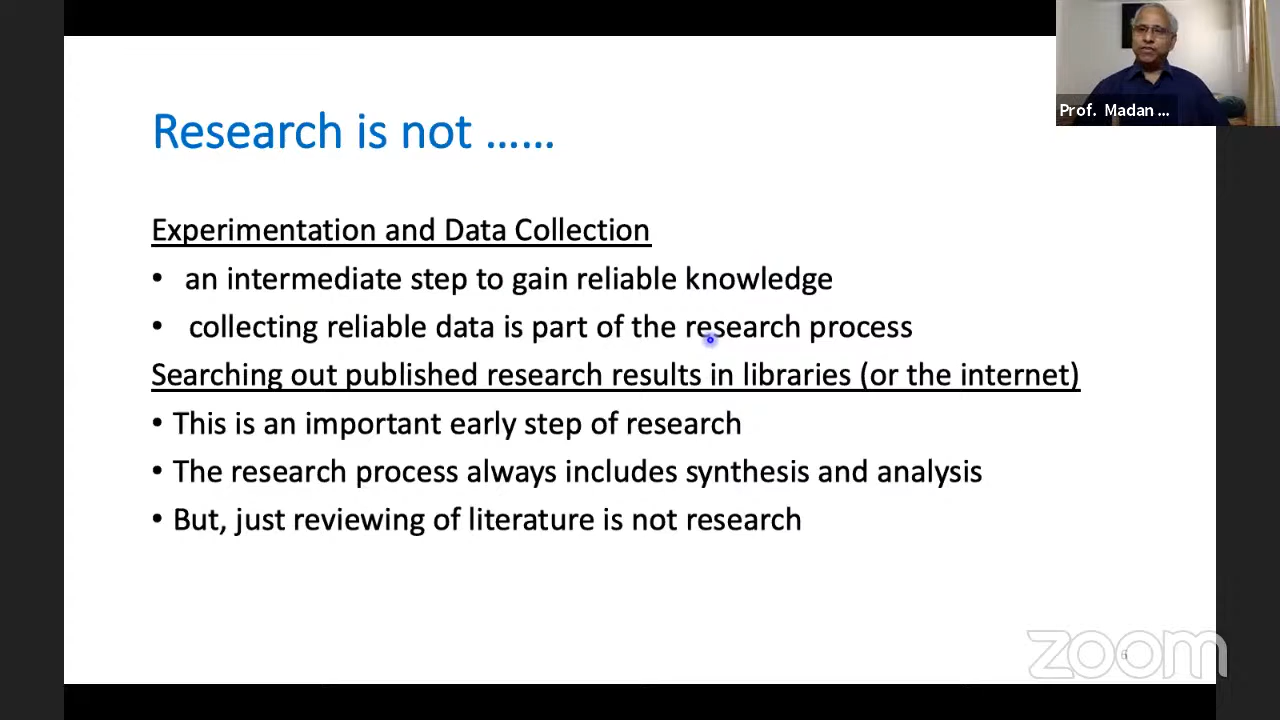 Prof. Madan ...
Research is not ......
Experimentation and Data Collection
• an intermediate step to gain reliable knowledge
• collecting reliable data is part of the research process
Searching out published research results in libraries (or the internet)
• This is an important early step of research
• The research process always includes synthesis and analysis
• But, just reviewing of literature is not research
zoom
6